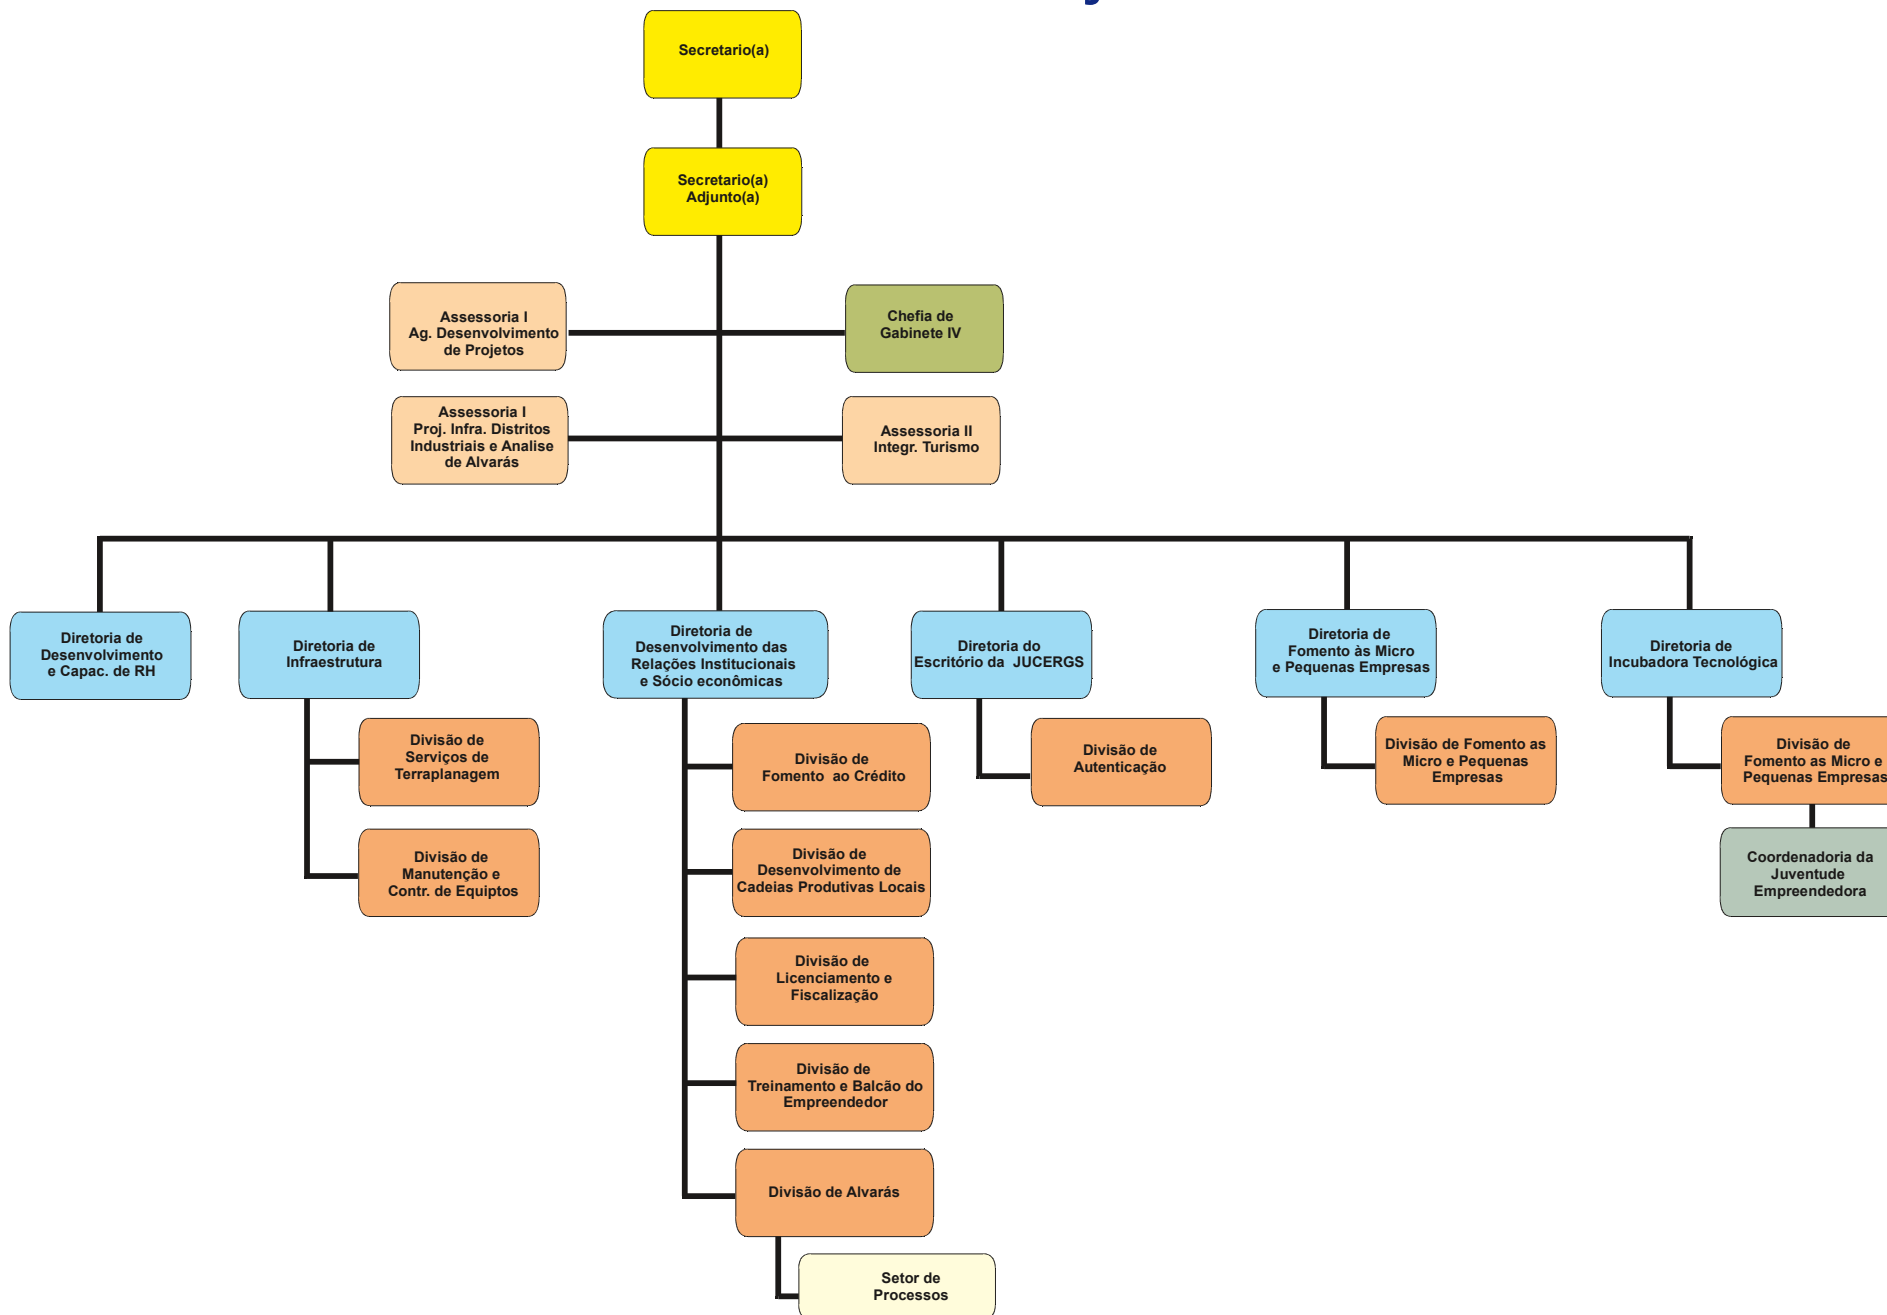 Secretario(a)
Secretario(a)
Adjunto(a)
Assessoria I
Ag. Desenvolvimento
de Projetos
Chefia de
Gabinete IV
Assessoria I
Proj. Infra. Distritos
Industriais e Analise
de Alvarás
Assessoria II
Integr. Turismo
Diretoria de
Desenvolvimento
e Capac. de RH
Diretoria de
Infraestrutura
Diretoria de
Desenvolvimento das
Relações Institucionais
e Sócio econômicas
Diretoria do
Escritório da JUCERGS
Diretoria de
Fomento às Micro
e Pequenas Empresas
Diretoria de
Incubadora Tecnológica
Divisão de
Serviços de
Terraplanagem
Divisão de
Manutenção e
Contr. de Equiptos
Divisão de
Fomento ao Crédito
Divisão de
Desenvolvimento de
Cadeias Produtivas Locais
Divisão de
Licenciamento e
Fiscalização
Divisão de
Treinamento e Balcão do
Empreendedor
Divisão de Alvarás
Setor de
Processos
Divisão de
Autenticação
Divisão de Fomento as
Micro e Pequenas
Empresas
Divisão de
Fomento as Micro e
Pequenas Empresas
Coordenadoria da
Juventude
Empreendedora